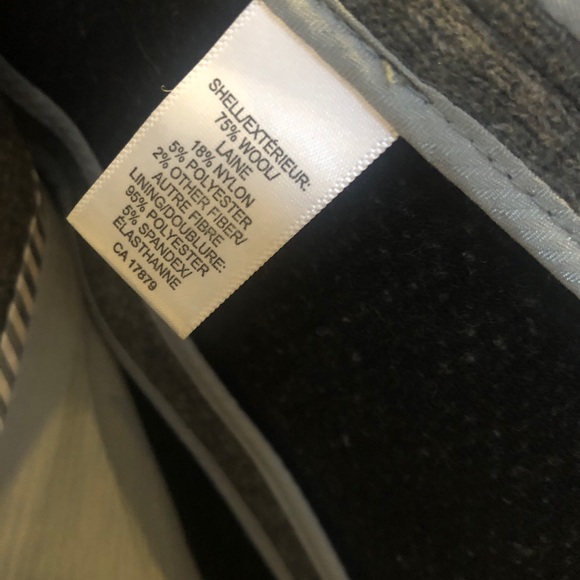 SHELL/EXTÉRIEUR:
75% WOOL/
LAINE
18% NYLON
5% POLYESTER
2% OTHER FIBER/
AUTRE FIBRE
LINING/DOUBLURE:
95% POLYESTER
5% SPANDEX/
ÉLASTHANNE
CA 17879